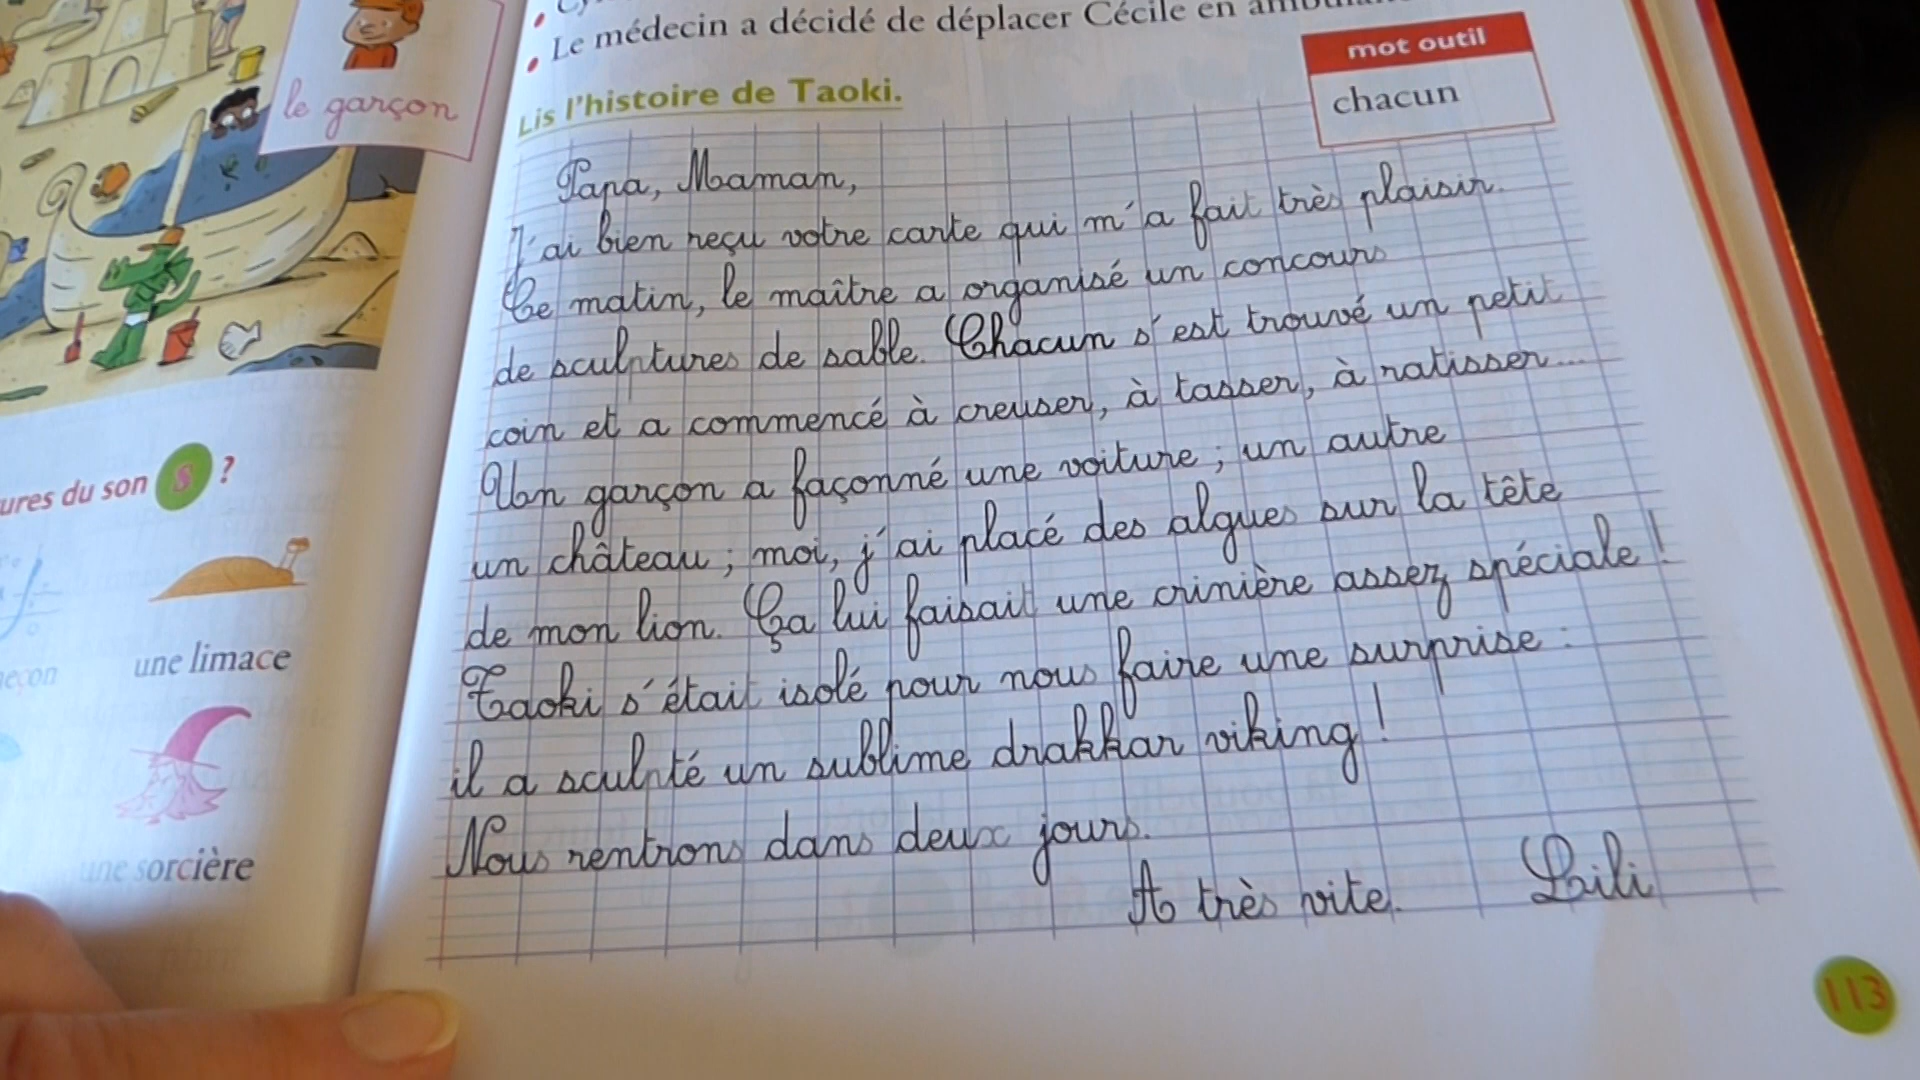 le garçon
ures du son s ?
eçon
une limace
une sorcière
Le médecin a décidé de déplacer Cécile en
mot outil
chacun
Lis l'histoire de Taoki.
Papa, Maman,
J'ai bien reçu votre carte qui m'a fait très plaisir.
Ce matin, le maître a organisé un concours
de sculptures de sable. Chacun s'est trouvé un petit
coin et a commencé à creuser, à tasser, à ratisser...
Un garçon a façonné une voiture ; un autre
un château ; moi, j'ai placé des algues sur la tête
de mon lion. Ça lui faisait une crinière assez spéciale !
Taoki s'était isolé pour nous faire une surprise :
il a sculpté un sublime drakkar viking !
Nous rentrons dans deux jours.
A très vite. Lili
113